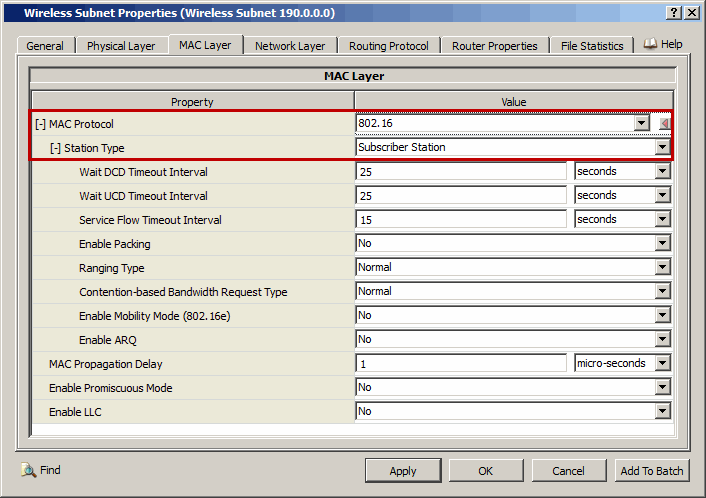 Wireless Subnet Properties (Wireless Subnet 190.0.0.0) ? X
General Physical Layer MAC Layer Network Layer Routing Protocol Router Properties File Statistics Help
MAC Layer
Property Value
[-] MAC Protocol 802.16
[-] Station Type Subscriber Station
Wait DCD Timeout Interval 25 seconds
Wait UCD Timeout Interval 25 seconds
Service Flow Timeout Interval 15 seconds
Enable Packing No
Ranging Type Normal
Contention-based Bandwidth Request Type Normal
Enable Mobility Mode (802.16e) No
Enable ARQ No
MAC Propagation Delay 1 micro-seconds
Enable Promiscuous Mode No
Enable LLC No
Find Apply OK Cancel Add To Batch